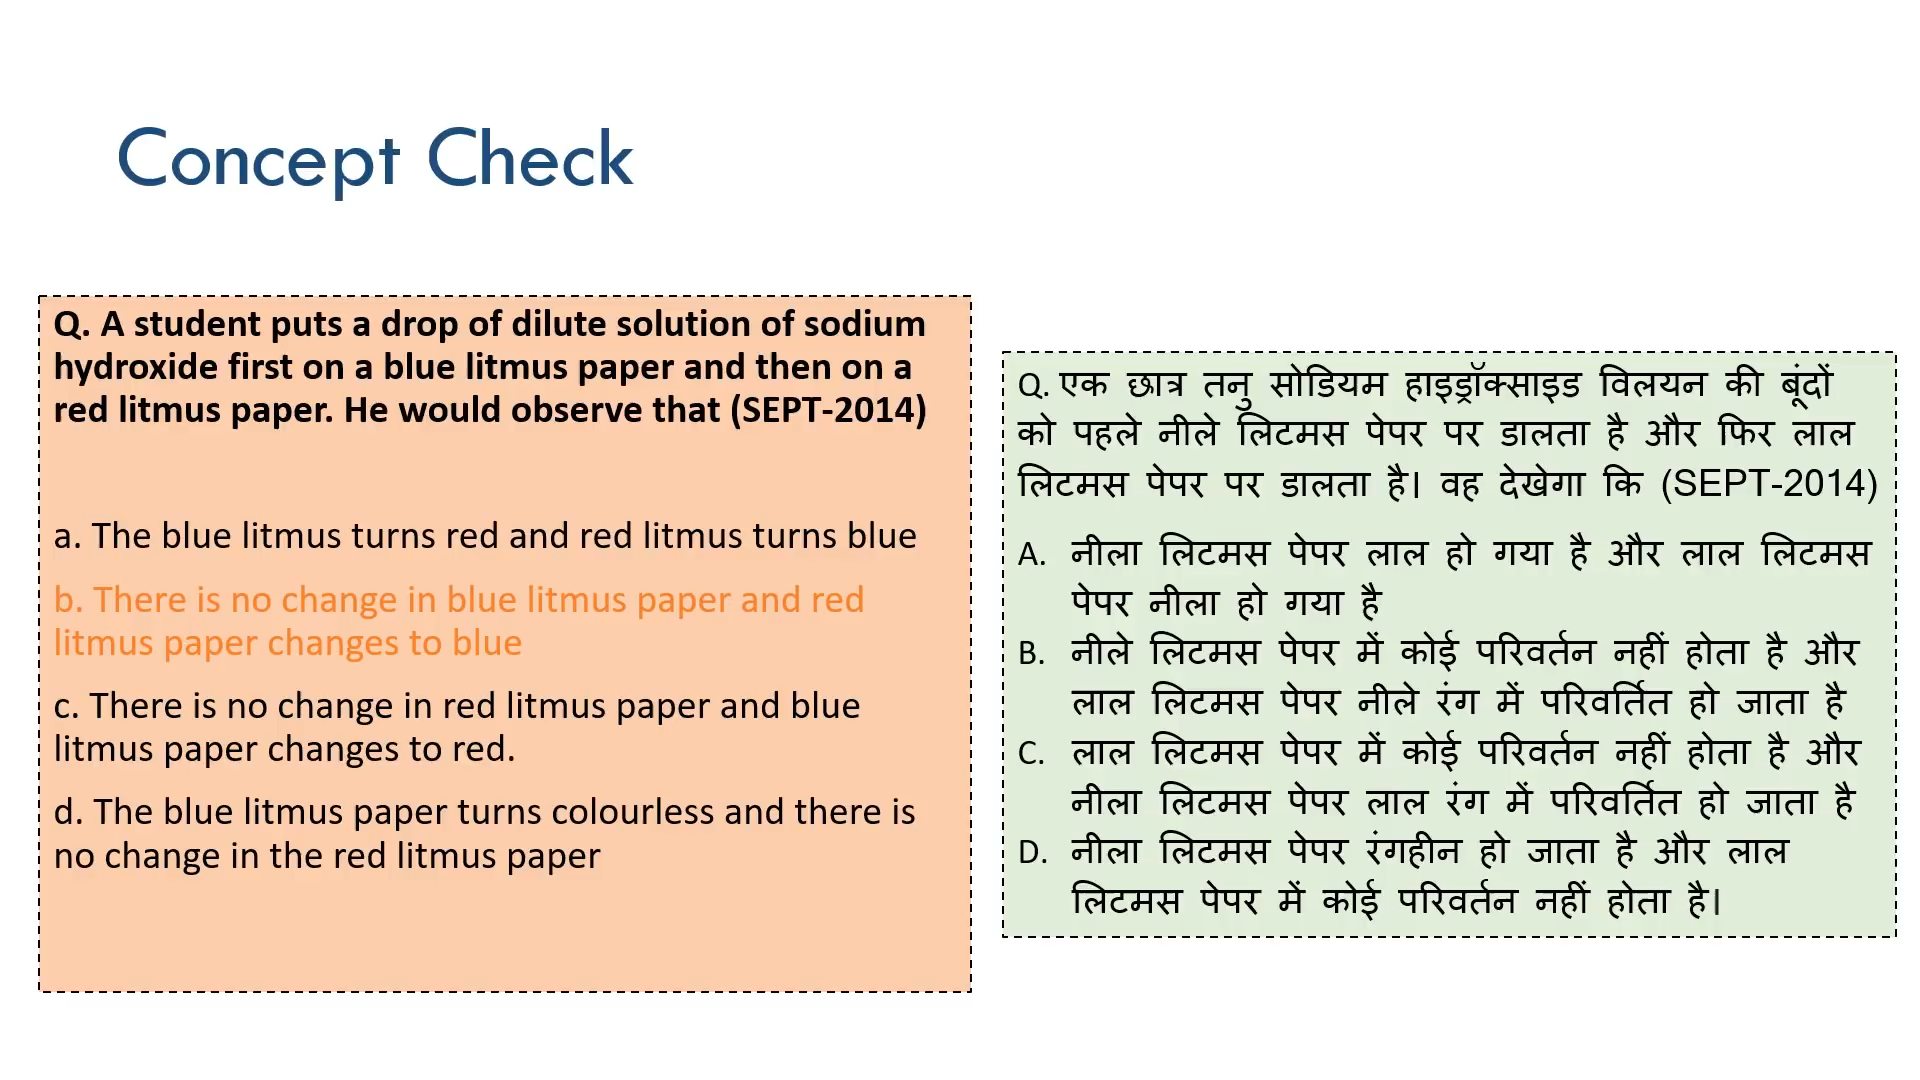 Concept Check
Q. A student puts a drop of dilute solution of sodium
hydroxide first on a blue litmus paper and then on a
red litmus paper. He would observe that (SEPT-2014)
a. The blue litmus turns red and red litmus turns blue
b. There is no change in blue litmus paper and red
litmus paper changes to blue
c. There is no change in red litmus paper and blue
litmus paper changes to red.
d. The blue litmus paper turns colourless and there is
no change in the red litmus paper
Q. एक छात्र तनु सोडियम हाइड्रॉक्साइड विलयन की बूंदों
को पहले नीले लिटमस पेपर पर डालता है और फिर लाल
लिटमस पेपर पर डालता है। वह देखेगा कि (SEPT-2014)
A. नीला लिटमस पेपर लाल हो गया है और लाल लिटमस
पेपर नीला हो गया है
B. नीले लिटमस पेपर में कोई परिवर्तन नहीं होता है और
लाल लिटमस पेपर नीले रंग में परिवर्तित हो जाता है
C. लाल लिटमस पेपर में कोई परिवर्तन नहीं होता है और
नीला लिटमस पेपर लाल रंग में परिवर्तित हो जाता है
D. नीला लिटमस पेपर रंगहीन हो जाता है और लाल
लिटमस पेपर में कोई परिवर्तन नहीं होता है।